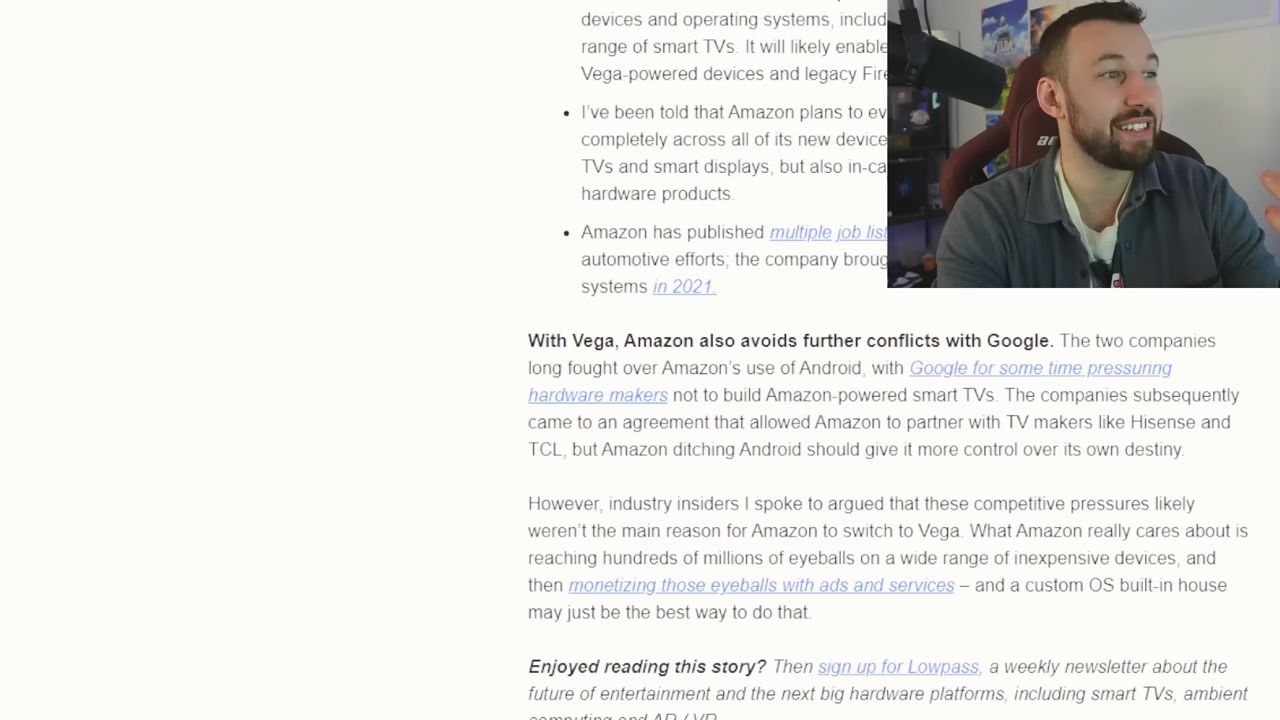 devices and operating systems, includ
range of smart TVs. It will likely enable
Vega-powered devices and legacy Fire
• I've been told that Amazon plans to ev
completely across all of its new device
TVs and smart displays, but also in-ca
hardware products.
• Amazon has published multiple job list
automotive efforts; the company broug
systems in 2021.
With Vega, Amazon also avoids further conflicts with Google. The two companies
long fought over Amazon's use of Android, with Google for some time pressuring
hardware makers not to build Amazon-powered smart TVs. The companies subsequently
came to an agreement that allowed Amazon to partner with TV makers like Hisense and
TCL, but Amazon ditching Android should give it more control over its own destiny.
However, industry insiders I spoke to argued that these competitive pressures likely
weren't the main reason for Amazon to switch to Vega. What Amazon really cares about is
reaching hundreds of millions of eyeballs on a wide range of inexpensive devices, and
then monetizing those eyeballs with ads and services – and a custom OS built-in house
may just be the best way to do that.
Enjoyed reading this story? Then sign up for Lowpass, a weekly newsletter about the
future of entertainment and the next big hardware platforms, including smart TVs, ambient
computing and AR / VR.